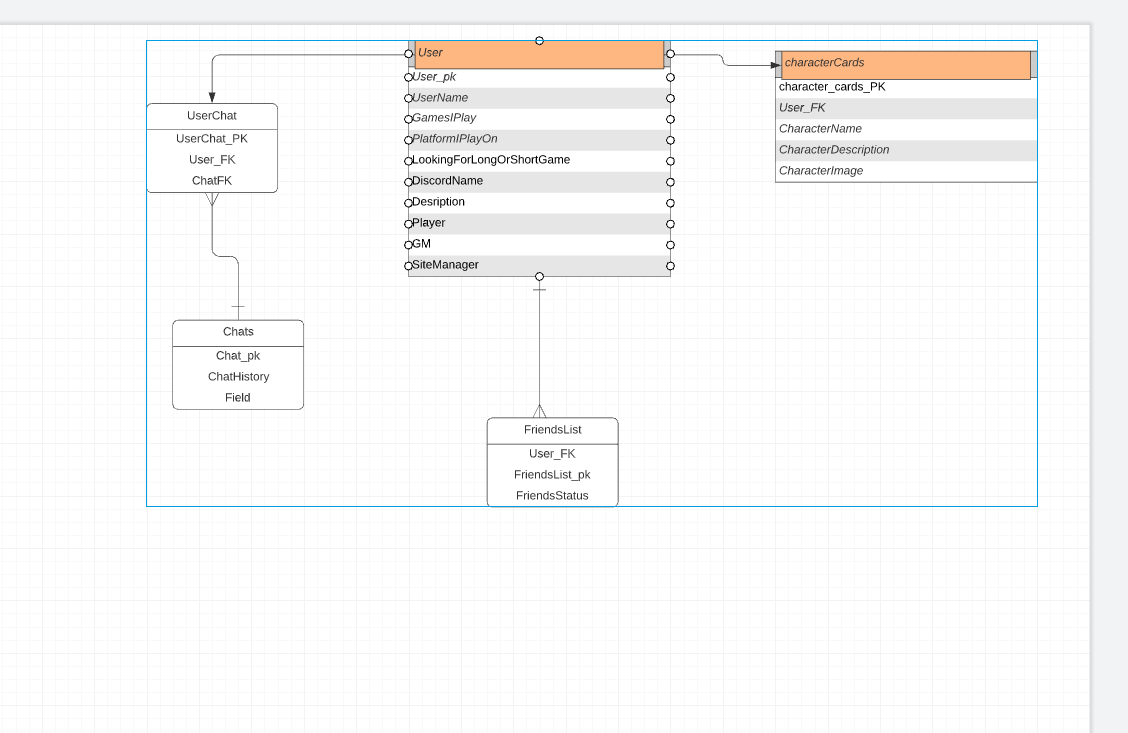 User
User_pk
UserName
GamesIPlay
PlatformIPlayOn
LookingForLongOrShortGame
DiscordName
Desription
Player
GM
SiteManager
characterCards
character_cards_PK
User_FK
CharacterName
CharacterDescription
CharacterImage
UserChat
UserChat_PK
User_FK
ChatFK
Chats
Chat_pk
ChatHistory
Field
FriendsList
User_FK
FriendsList_pk
FriendsStatus